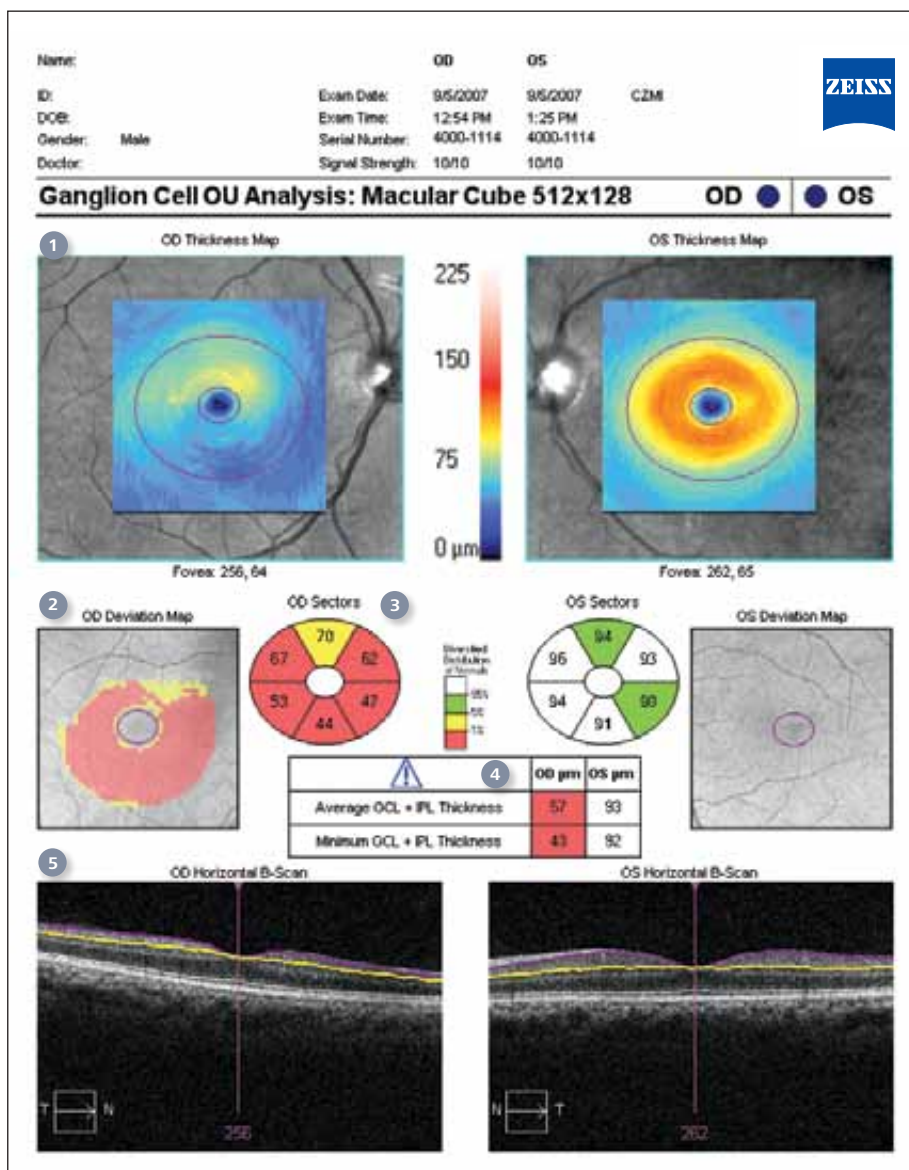 Name: OD OS
ZEISS
ID: Exam Date: 9/5/2007 9/5/2007 CZMI
DOB: Exam Time: 12:54 PM 1:25 PM
Gender: Male Serial Number: 4000-1114 4000-1114
Doctor: Signal Strength: 10/10 10/10
Ganglion Cell OU Analysis: Macular Cube 512x128 OD OS
1 OD Thickness Map OS Thickness Map
225
150
75
0 µm
Fovea: 256, 64 Fovea: 262, 65
2 OD Deviation Map OD Sectors 3 OS Sectors OS Deviation Map
70 94
67 62 96 93
Distribution
of Normals
95%
53 47 94
5%
1%
44 91
4 OD µm OS µm
Average GCL + IPL Thickness 57 93
Minimum GCL + IPL Thickness 43 92
5 OD Horizontal B-Scan OS Horizontal B-Scan
T N N T
256 262